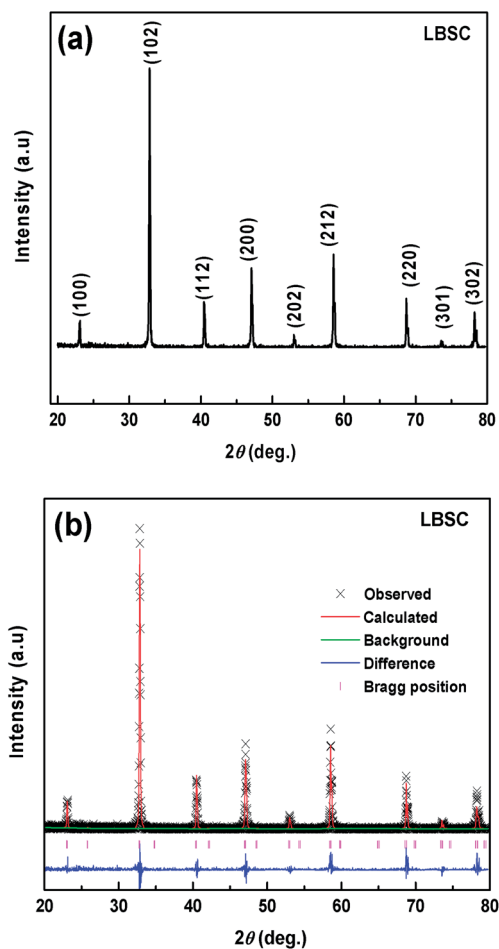 (a)
LBSC
Intensity (a.u)
(100)
(102)
(112)
(200)
(202)
(212)
(220)
(301)
(302)
20 30 40 50 60 70 80
2θ (deg.)
(b)
LBSC
Intensity (a.u)
Observed
Calculated
Background
Difference
Bragg position
20 30 40 50 60 70 80
2θ (deg.)